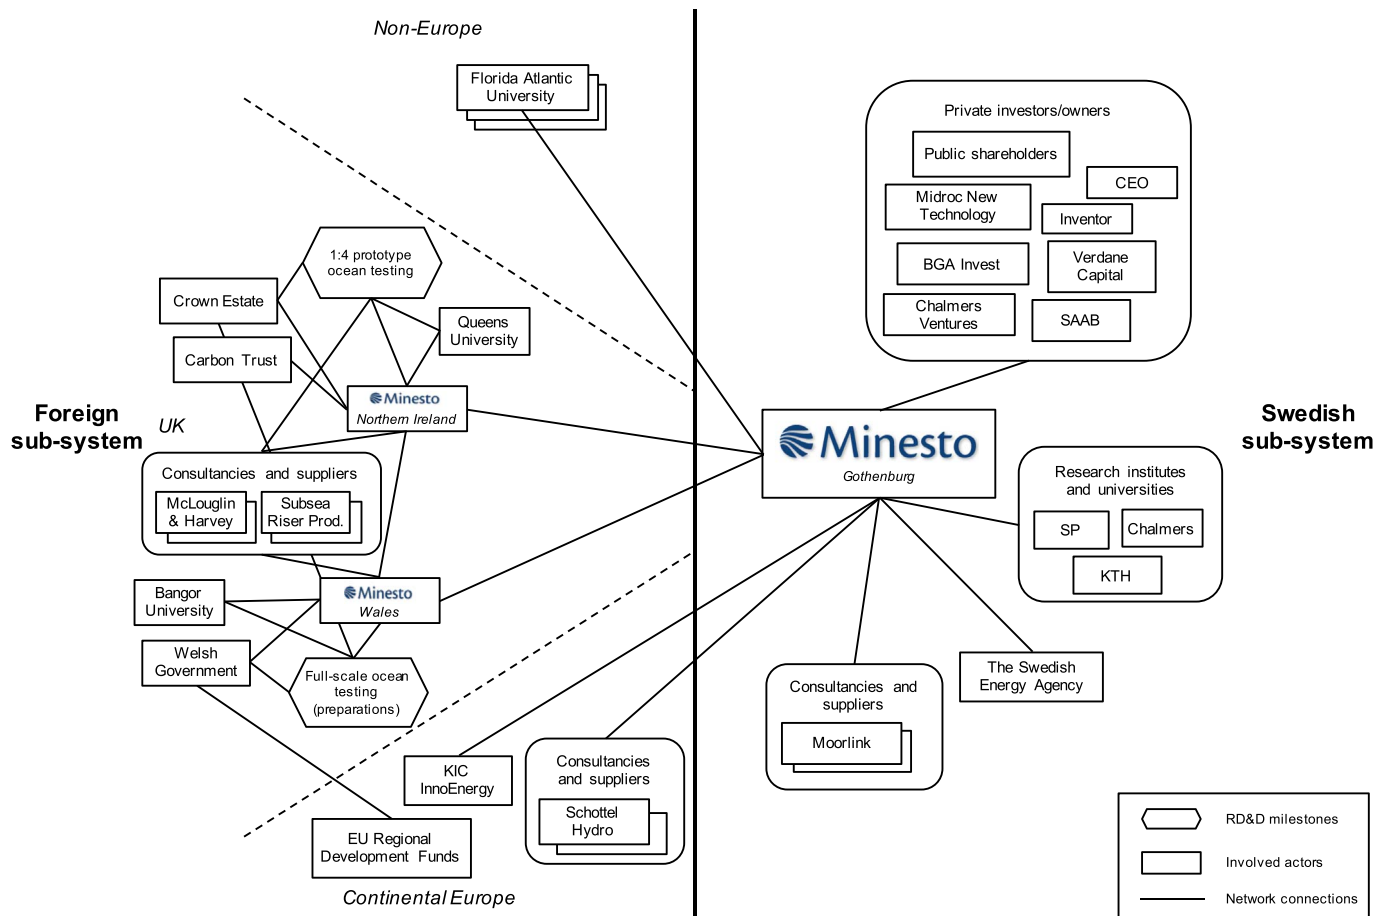 Non-Europe
Florida Atlantic
University
Private investors/owners
Public shareholders
CEO
Midroc New
Technology
Inventor
BGA Invest
Verdane
Capital
Chalmers
Ventures
SAAB
1:4 prototype
ocean testing
Crown Estate
Queens
University
Carbon Trust
Minesto
Northern Ireland
Foreign
sub-system
UK
Minesto
Gothenburg
Swedish
sub-system
Consultancies and suppliers
McLouglin
& Harvey
Subsea
Riser Prod.
Research institutes
and universities
SP
Chalmers
KTH
Bangor
University
Minesto
Wales
Welsh
Government
Full-scale ocean
testing
(preparations)
The Swedish
Energy Agency
Consultancies and
suppliers
Moorlink
KIC
InnoEnergy
Consultancies
and suppliers
Schottel
Hydro
EU Regional
Development Funds
Continental Europe
RD&D milestones
Involved actors
Network connections